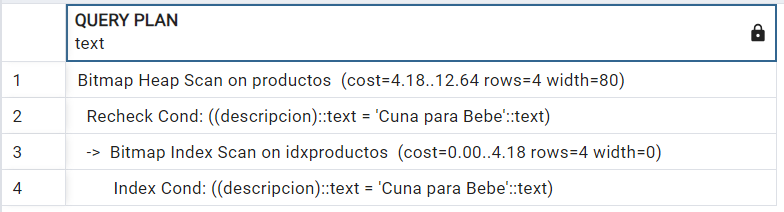 QUERY PLAN
text
1 Bitmap Heap Scan on productos (cost=4.18..12.64 rows=4 width=80)
2 Recheck Cond: ((descripcion)::text = 'Cuna para Bebe'::text)
3 -> Bitmap Index Scan on idxproductos (cost=0.00..4.18 rows=4 width=0)
4 Index Cond: ((descripcion)::text = 'Cuna para Bebe'::text)